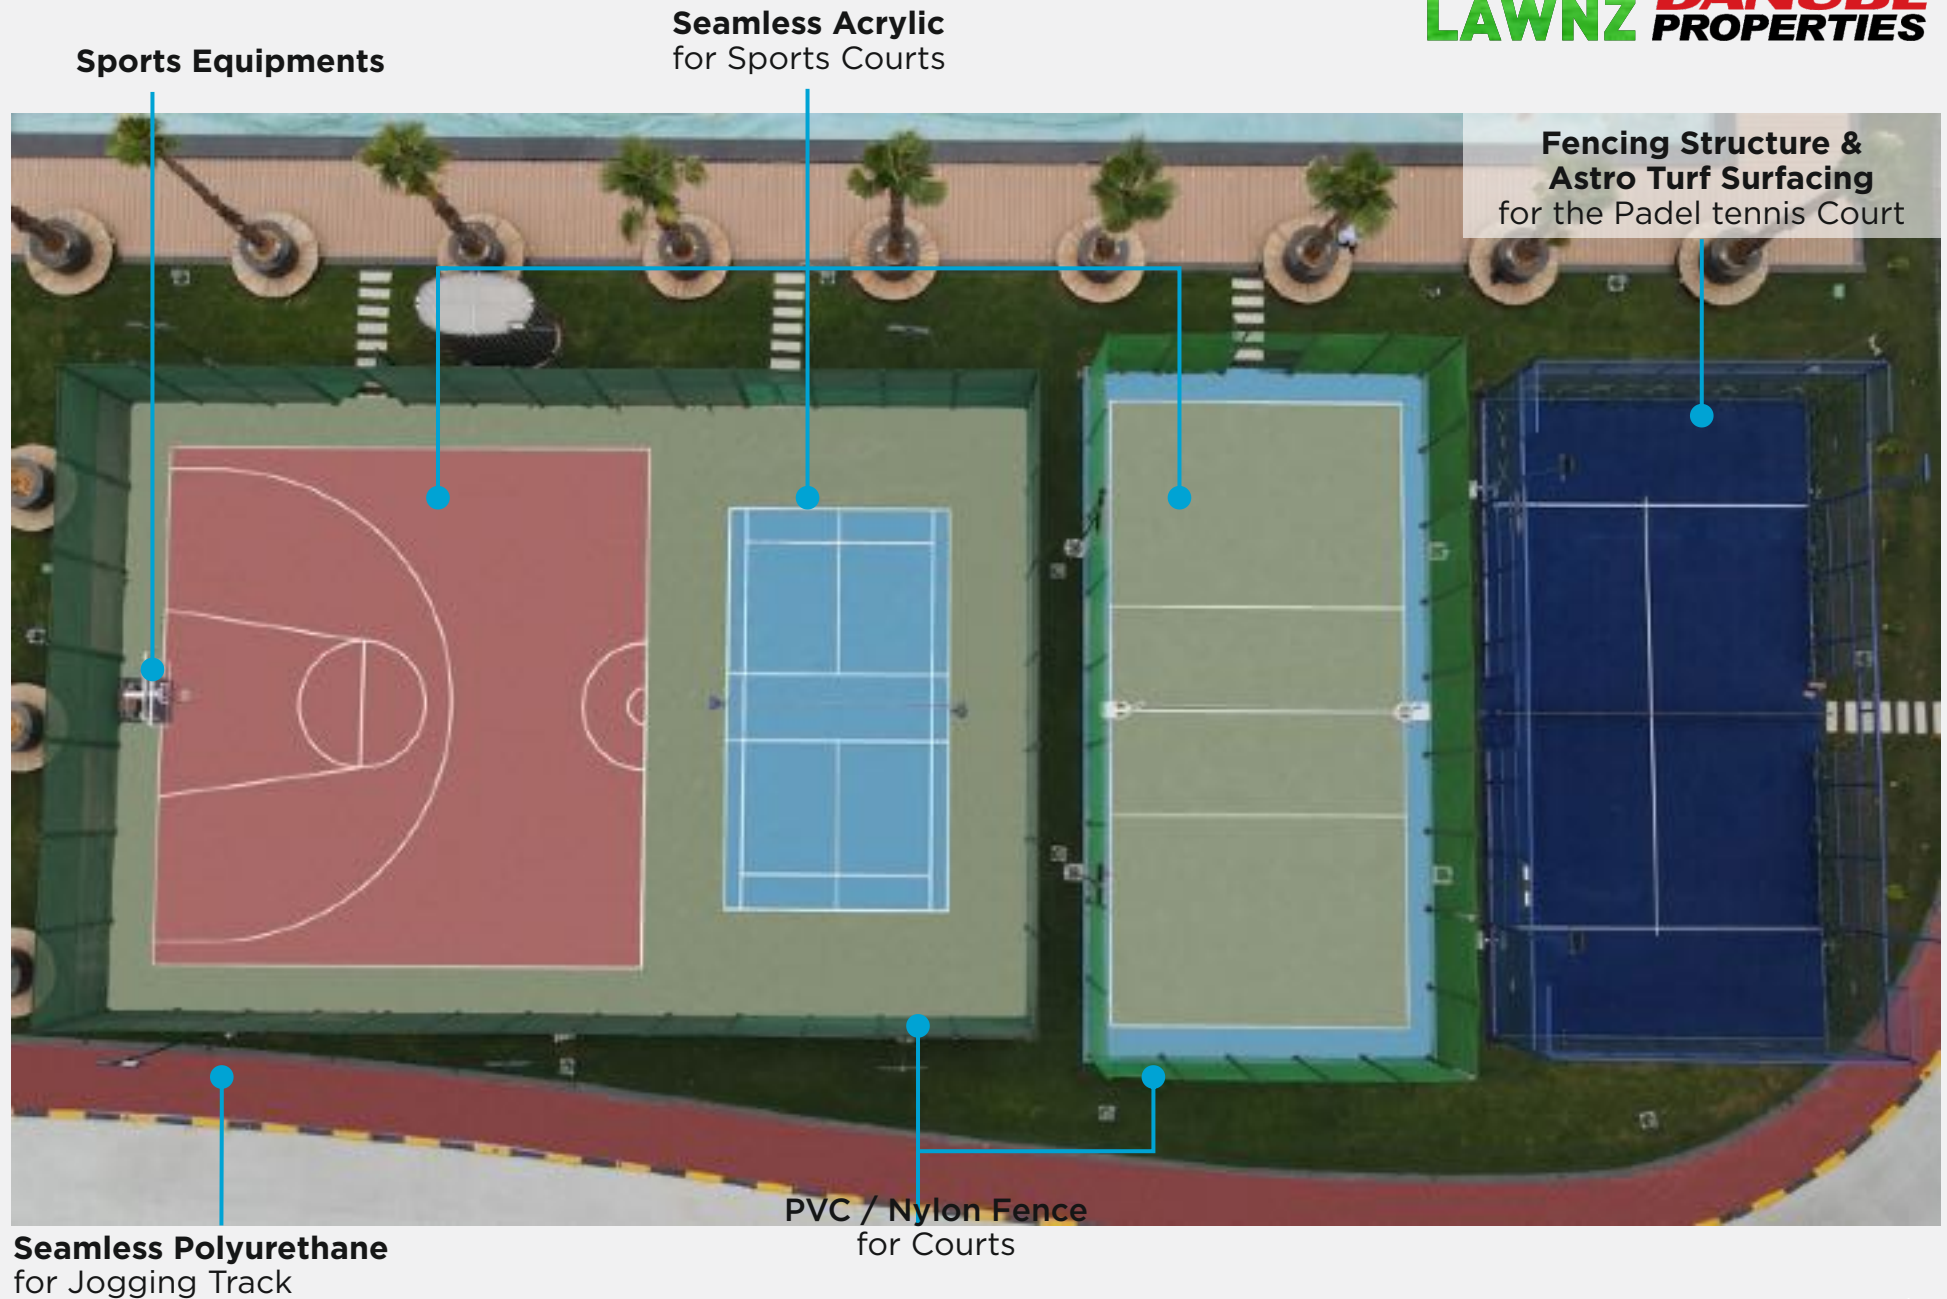 LAWNZ
DANUBE
PROPERTIES
Seamless Acrylic
for Sports Courts
Sports Equipments
Fencing Structure &
Astro Turf Surfacing
for the Padel tennis Court
PVC / Nylon Fence
for Courts
Seamless Polyurethane
for Jogging Track